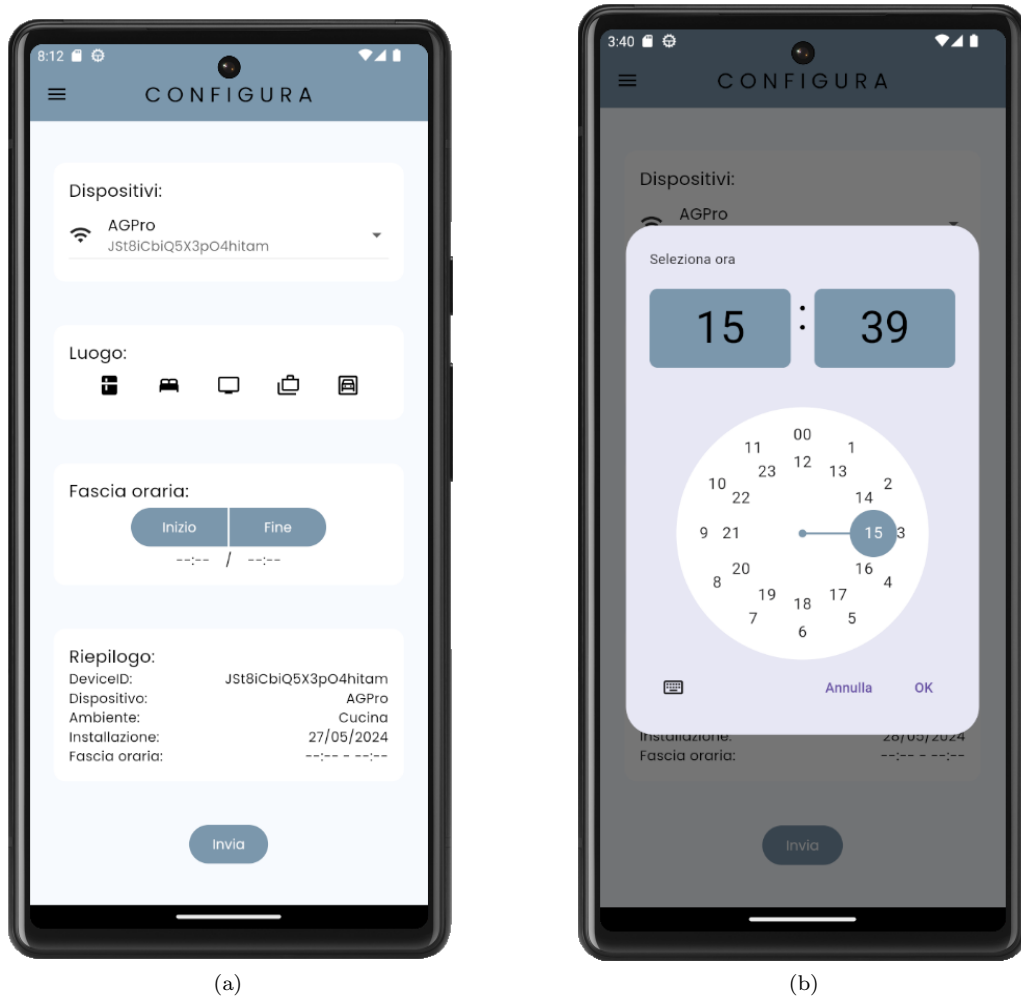 8:12
CONFIGURA
Dispositivi:
AGPro
JSt8iCbiQ5X3pO4hitam
Luogo:
Fascia oraria:
Inizio Fine
--:-- / --:--
Riepilogo:
DeviceID: JSt8iCbiQ5X3pO4hitam
Dispositivo: AGPro
Ambiente: Cucina
Installazione: 27/05/2024
Fascia oraria: --:-- - --:--
Invia
(a)
3:40
CONFIGURA
Dispositivi:
AGPro
Seleziona ora
15 : 39
00
11 1
12
23 13
10 2
22 14
9 21 15 3
20 16
8 4
19 17
18
7 5
6
Annulla OK
Installazione: 28/05/2024
Fascia oraria: --:-- - --:--
Invia
(b)